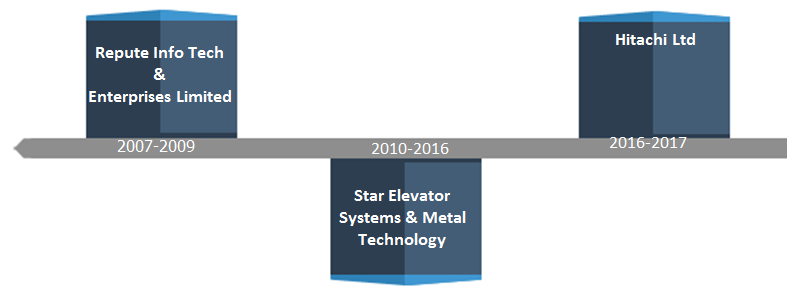 Repute Info Tech
&
Enterprises Limited
2007-2009
Star Elevator
Systems & Metal
Technology
2010-2016
Hitachi Ltd
2016-2017